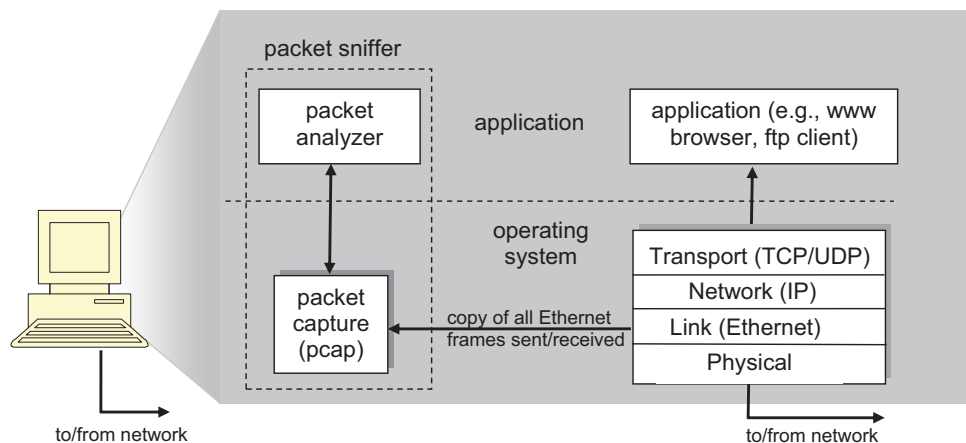 packet sniffer
packet
analyzer
application
application (e.g., www
browser, ftp client)
operating
system
packet
capture
(pcap)
copy of all Ethernet
frames sent/received
Transport (TCP/UDP)
Network (IP)
Link (Ethernet)
Physical
to/from network
to/from network